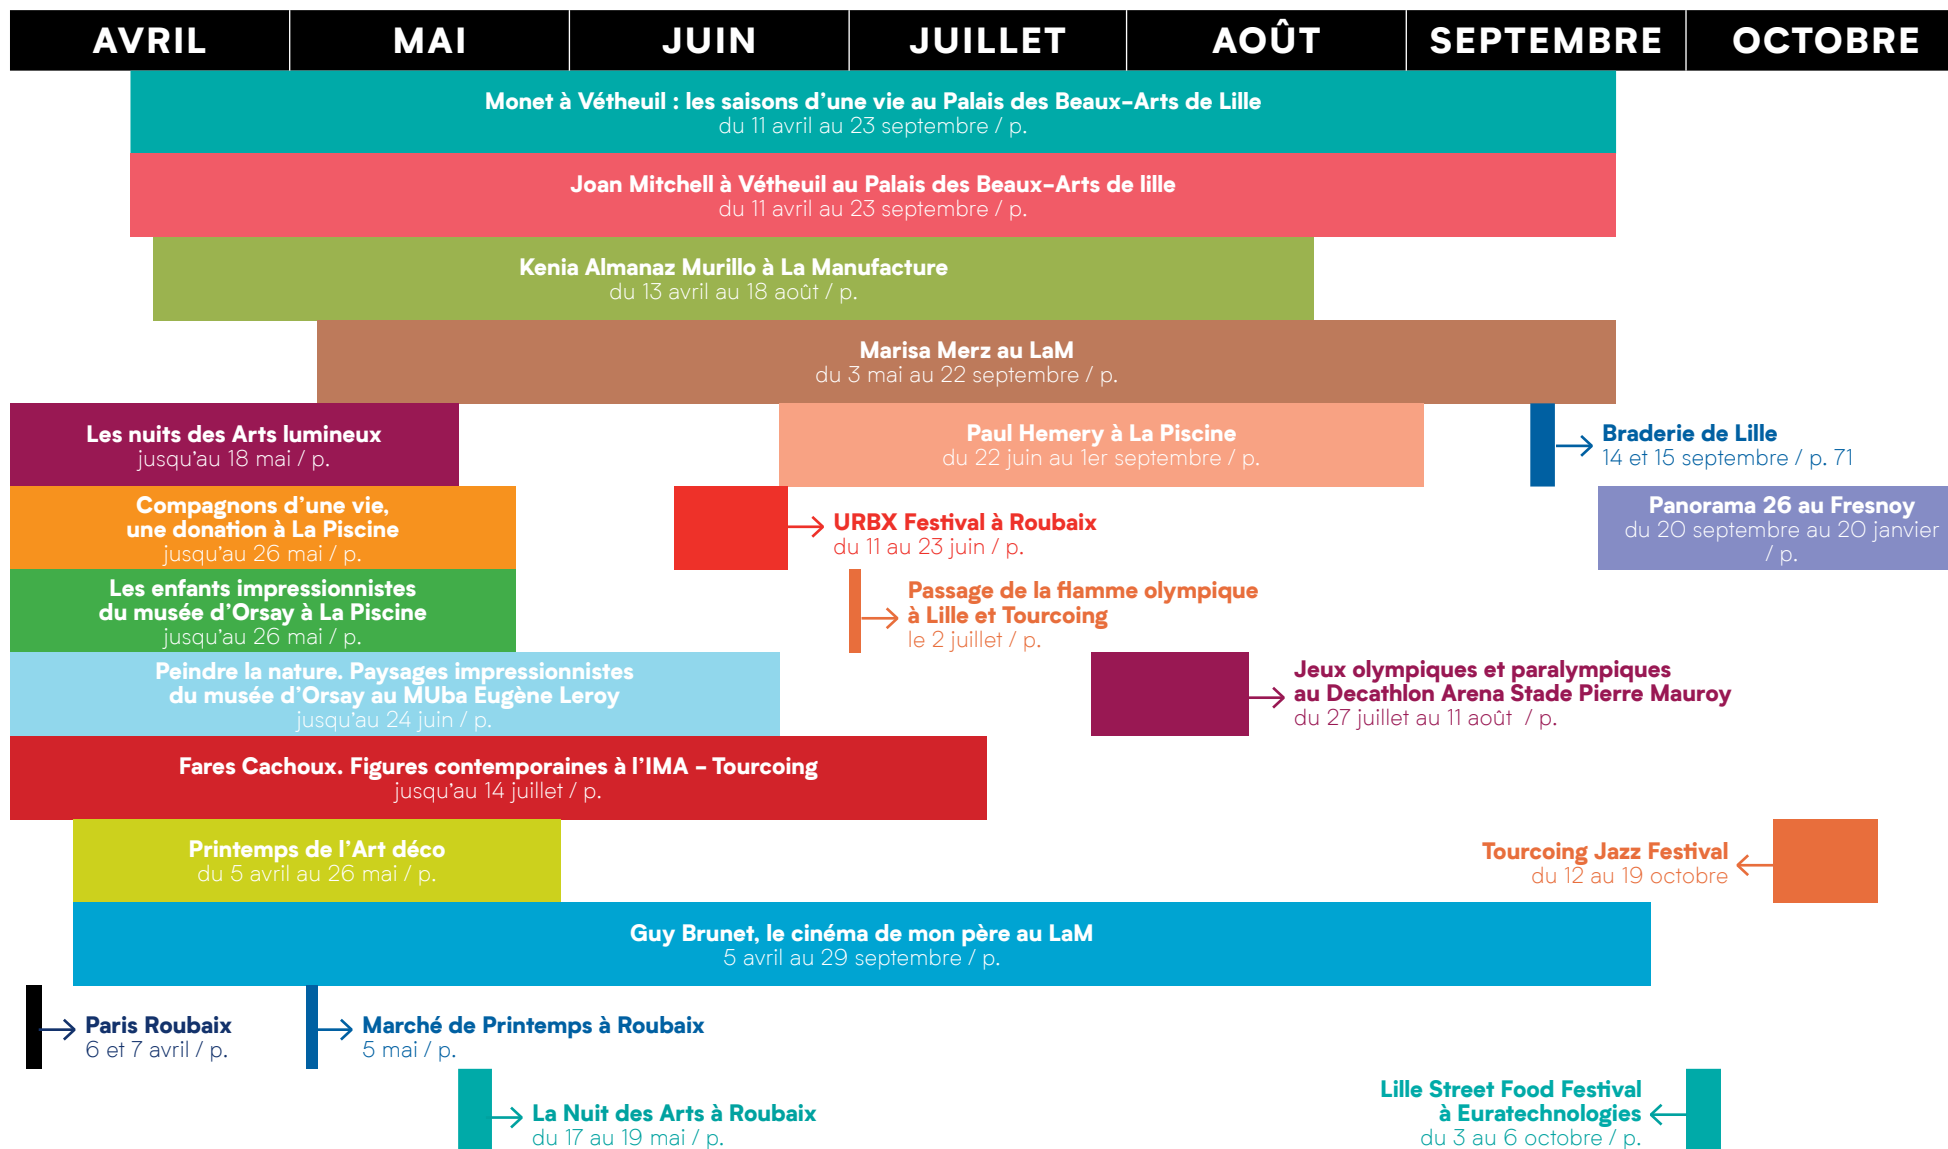 AVRIL
MAI
JUIN
JUILLET
AOÛT
SEPTEMBRE
OCTOBRE
Monet à Vétheuil : les saisons d’une vie au Palais des Beaux-Arts de Lille
du 11 avril au 23 septembre / p.
Joan Mitchell à Vétheuil au Palais des Beaux-Arts de lille
du 11 avril au 23 septembre / p.
Kenia Almanaz Murillo à La Manufacture
du 13 avril au 18 août / p.
Marisa Merz au LaM
du 3 mai au 22 septembre / p.
Les nuits des Arts lumineux
jusqu’au 18 mai / p.
Paul Hemery à La Piscine
du 22 juin au 1er septembre / p.
Braderie de Lille
14 et 15 septembre / p. 71
Compagnons d’une vie,
une donation à La Piscine
jusqu’au 26 mai / p.
URBX Festival à Roubaix
du 11 au 23 juin / p.
Panorama 26 au Fresnoy
du 20 septembre au 20 janvier
/ p.
Les enfants impressionnistes
du musée d’Orsay à La Piscine
jusqu’au 26 mai / p.
Passage de la flamme olympique
à Lille et Tourcoing
le 2 juillet / p.
Peindre la nature. Paysages impressionnistes
du musée d’Orsay au MUba Eugène Leroy
jusqu’au 24 juin / p.
Jeux olympiques et paralympiques
au Decathlon Arena Stade Pierre Mauroy
du 27 juillet au 11 août / p.
Fares Cachoux. Figures contemporaines à l’IMA - Tourcoing
jusqu’au 14 juillet / p.
Printemps de l’Art déco
du 5 avril au 26 mai / p.
Tourcoing Jazz Festival
du 12 au 19 octobre
Guy Brunet, le cinéma de mon père au LaM
5 avril au 29 septembre / p.
Paris Roubaix
6 et 7 avril / p.
Marché de Printemps à Roubaix
5 mai / p.
La Nuit des Arts à Roubaix
du 17 au 19 mai / p.
Lille Street Food Festival
à Euratechnologies
du 3 au 6 octobre / p.